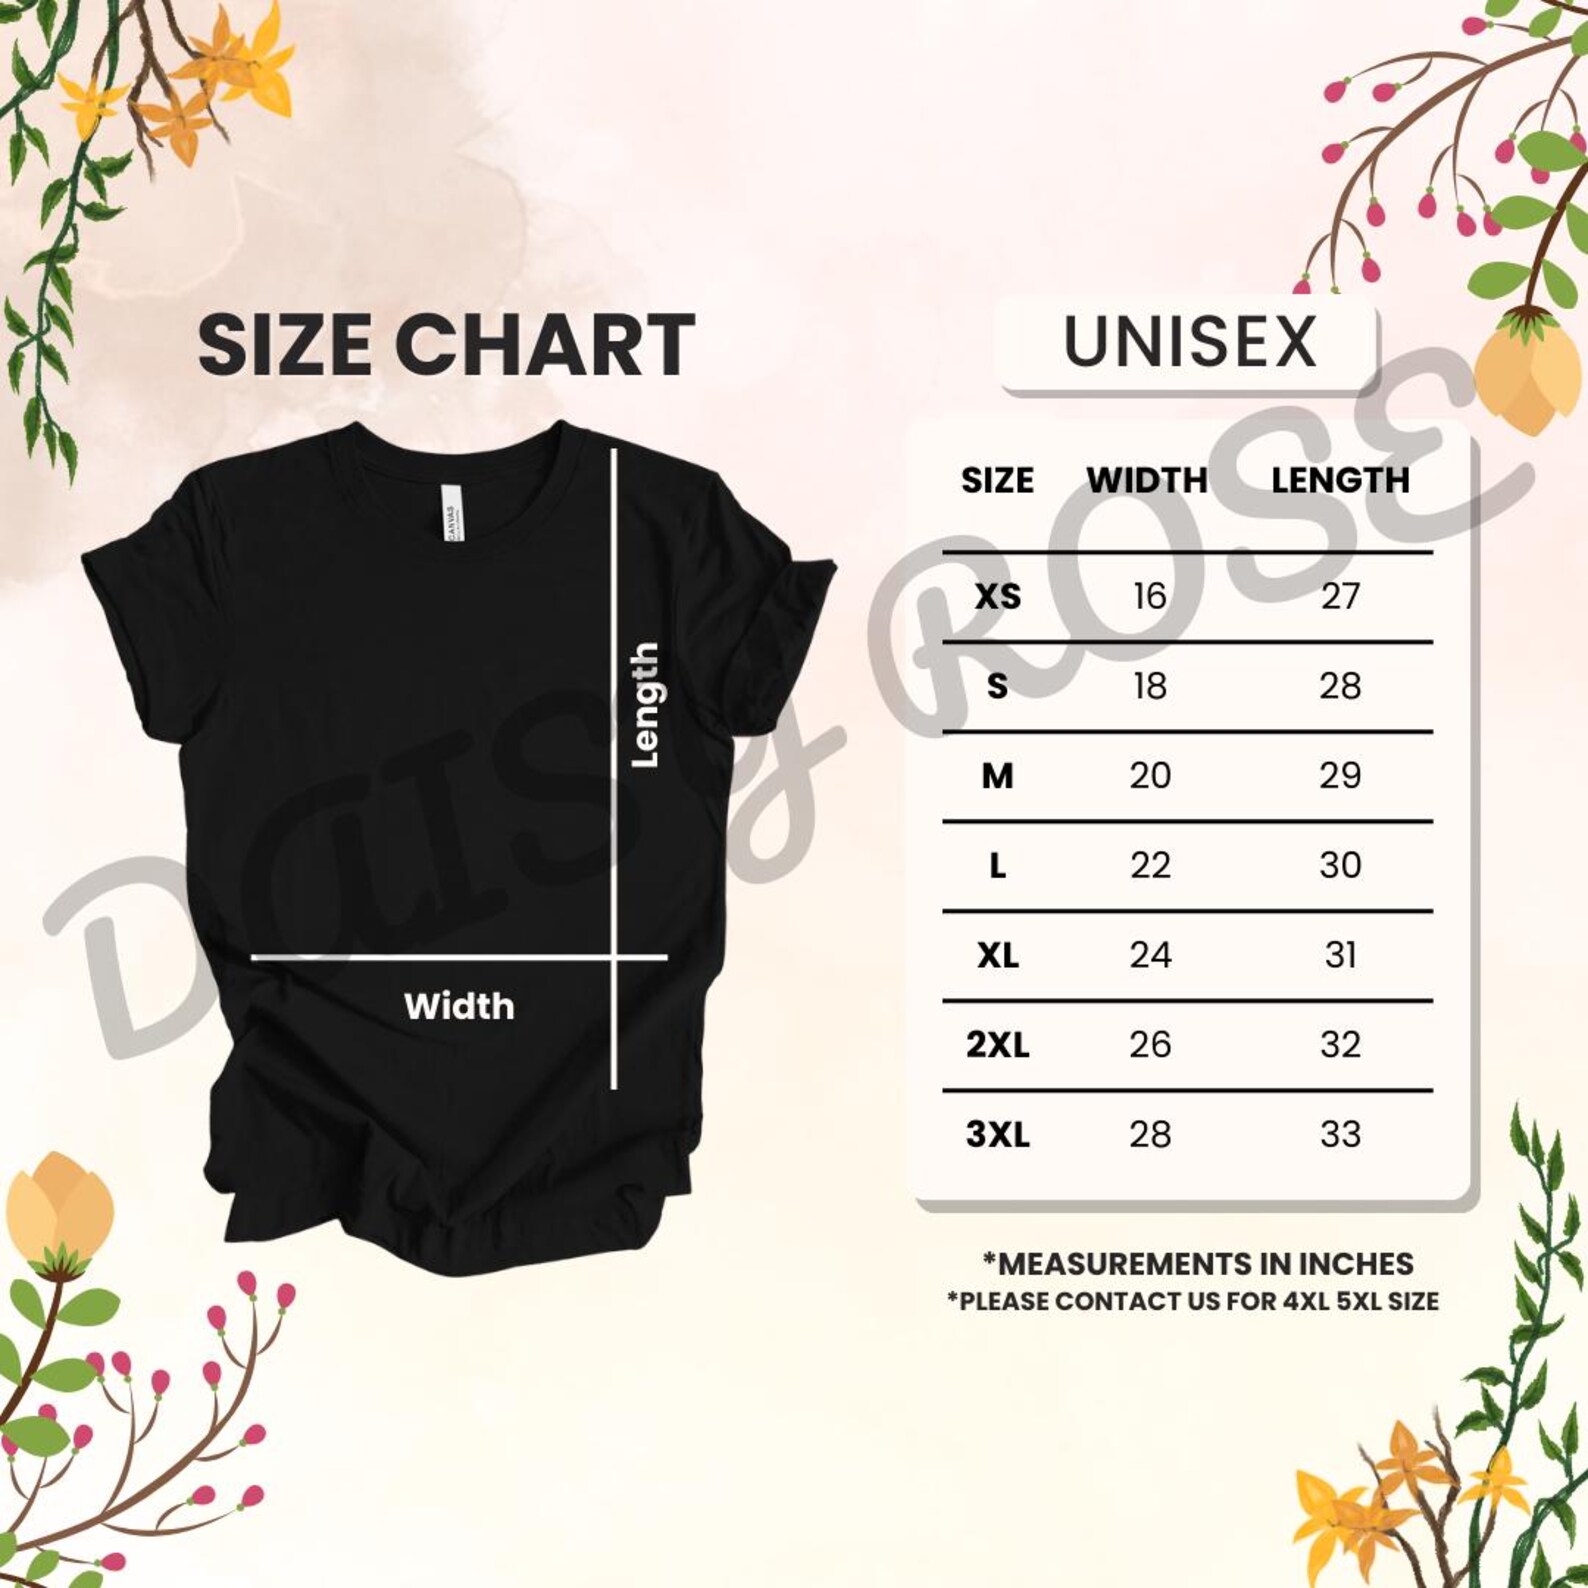 SIZE CHART
UNISEX
SIZE WIDTH LENGTH
XS 16 27
S 18 28
M 20 29
L 22 30
XL 24 31
2XL 26 32
3XL 28 33
*MEASUREMENTS IN INCHES
*PLEASE CONTACT US FOR 4XL 5XL SIZE
CANVAS
Length
Width
DaISy ROSE